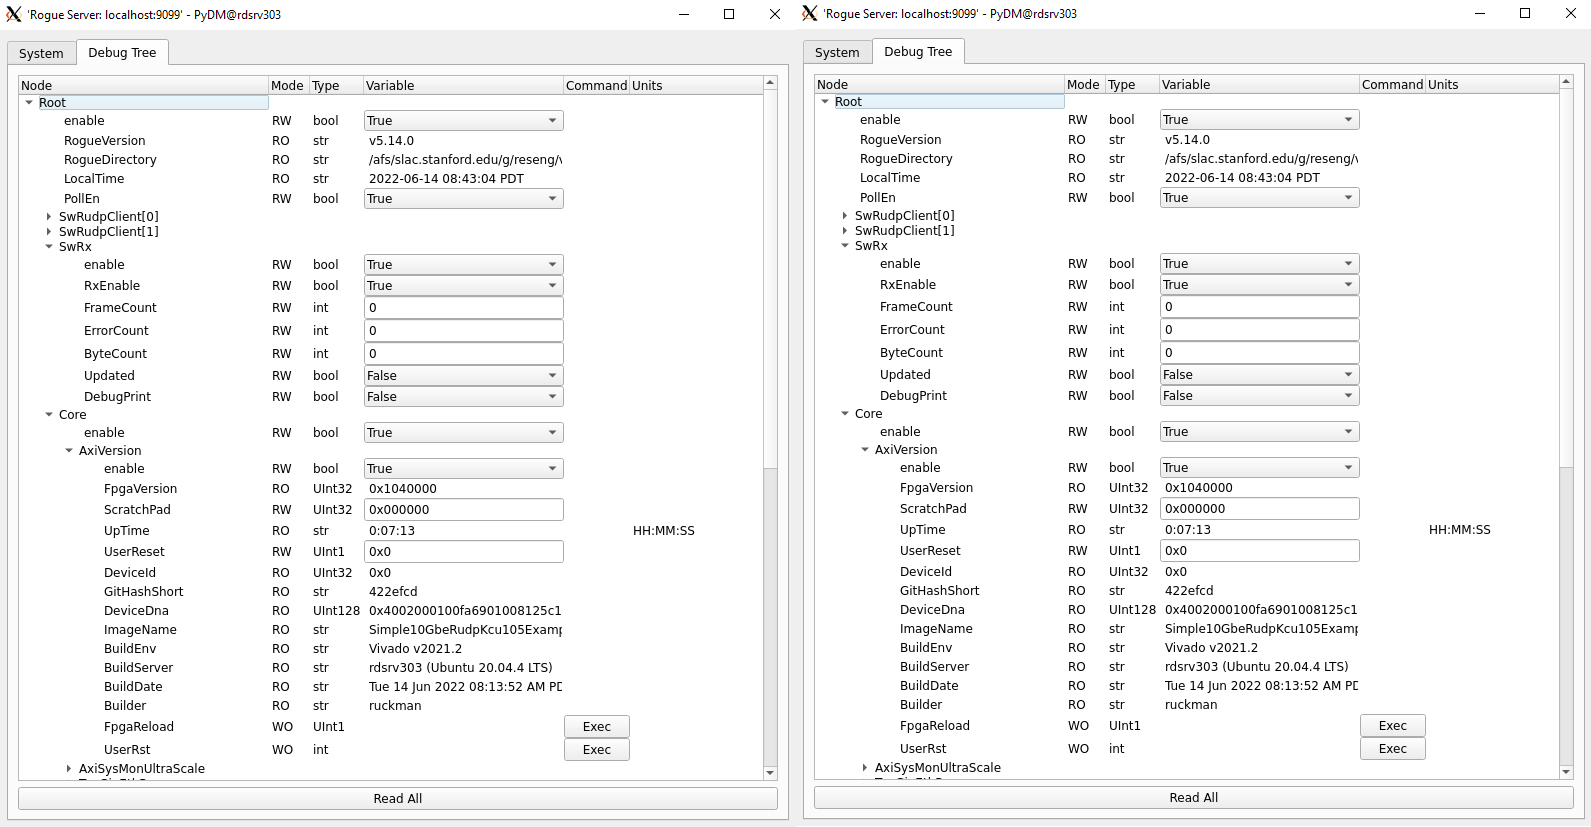 'Rogue Server: localhost:9099' - PyDM@rdsrv303
System Debug Tree
Node Mode Type Variable Command Units
Root
enable RW bool True
RogueVersion RO str v5.14.0
RogueDirectory RO str /afs/slac.stanford.edu/g/reseng/v
LocalTime RO str 2022-06-14 08:43:04 PDT
PollEn RW bool True
SwRudpClient[0]
SwRudpClient[1]
SwRx
enable RW bool True
RxEnable RW bool True
FrameCount RW int 0
ErrorCount RW int 0
ByteCount RW int 0
Updated RW bool False
DebugPrint RW bool False
Core
enable RW bool True
AxiVersion
enable RW bool True
FpgaVersion RO UInt32 0x1040000
ScratchPad RW UInt32 0x000000
UpTime RO str 0:07:13 HH:MM:SS
UserReset RW UInt1 0x0
DeviceId RO UInt32 0x0
GitHashShort RO str 422efcd
DeviceDna RO UInt128 0x4002000100fa6901008125c1
ImageName RO str Simple10GbeRudpKcu105Examp
BuildEnv RO str Vivado v2021.2
BuildServer RO str rdsrv303 (Ubuntu 20.04.4 LTS)
BuildDate RO str Tue 14 Jun 2022 08:13:52 AM PD
Builder RO str ruckman
FpgaReload WO UInt1 Exec
UserRst WO int Exec
AxiSysMonUltraScale
Read All
'Rogue Server: localhost:9099' - PyDM@rdsrv303
System Debug Tree
Node Mode Type Variable Command Units
Root
enable RW bool True
RogueVersion RO str v5.14.0
RogueDirectory RO str /afs/slac.stanford.edu/g/reseng/v
LocalTime RO str 2022-06-14 08:43:04 PDT
PollEn RW bool True
SwRudpClient[0]
SwRudpClient[1]
SwRx
enable RW bool True
RxEnable RW bool True
FrameCount RW int 0
ErrorCount RW int 0
ByteCount RW int 0
Updated RW bool False
DebugPrint RW bool False
Core
enable RW bool True
AxiVersion
enable RW bool True
FpgaVersion RO UInt32 0x1040000
ScratchPad RW UInt32 0x000000
UpTime RO str 0:07:13 HH:MM:SS
UserReset RW UInt1 0x0
DeviceId RO UInt32 0x0
GitHashShort RO str 422efcd
DeviceDna RO UInt128 0x4002000100fa6901008125c1
ImageName RO str Simple10GbeRudpKcu105Examp
BuildEnv RO str Vivado v2021.2
BuildServer RO str rdsrv303 (Ubuntu 20.04.4 LTS)
BuildDate RO str Tue 14 Jun 2022 08:13:52 AM PD
Builder RO str ruckman
FpgaReload WO UInt1 Exec
UserRst WO int Exec
AxiSysMonUltraScale
Read All